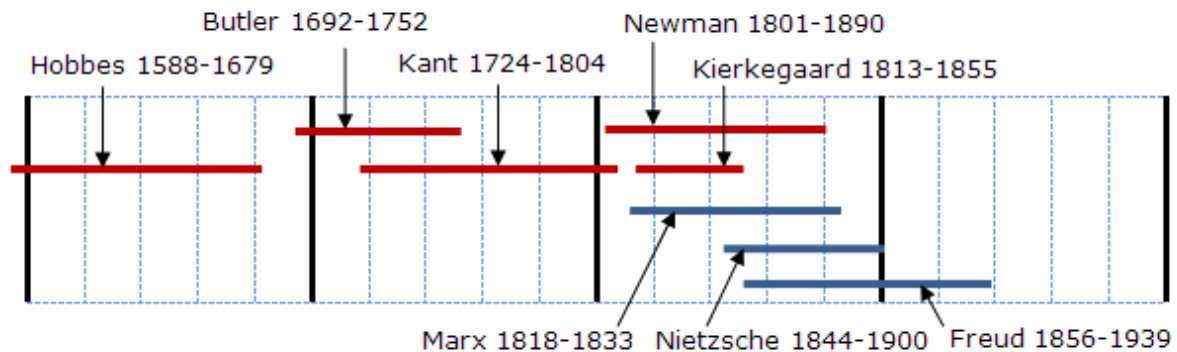 Butler 1692-1752
Newman 1801-1890
Hobbes 1588-1679
Kant 1724-1804
Kierkegaard 1813-1855
Marx 1818-1833
Nietzsche 1844-1900
Freud 1856-1939